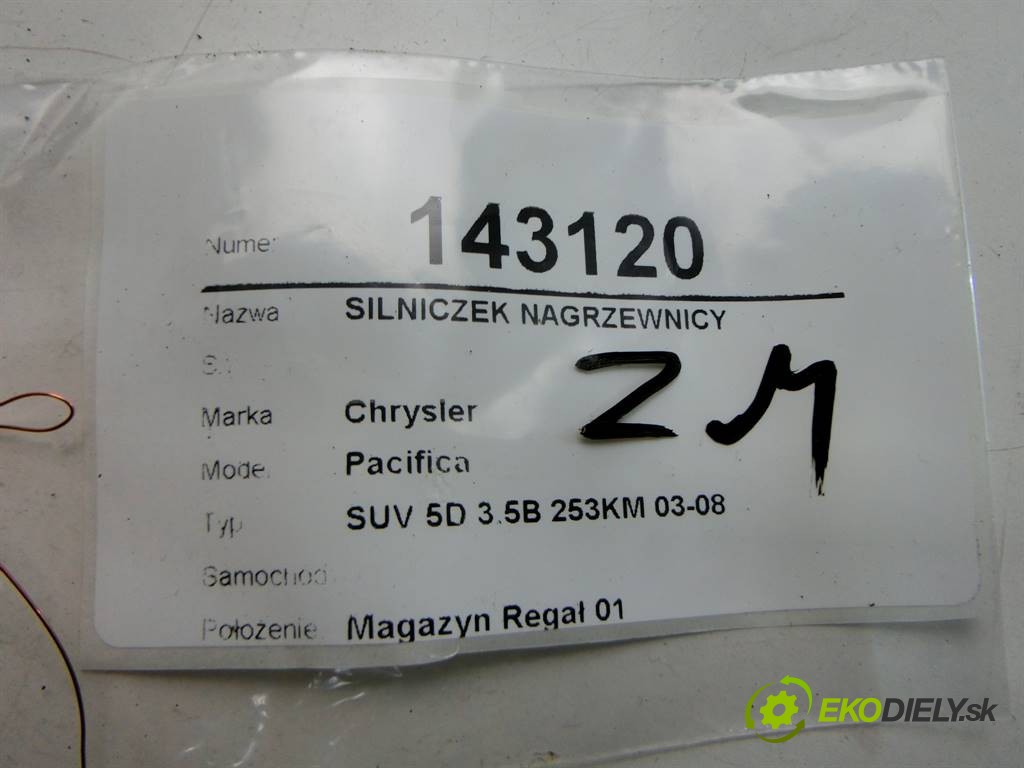 Numer 143120
Nazwa SILNICZEK NAGRZEWNICY
ZM
Marka Chrysler
Model Pacifica
Typ SUV 5D 3.5B 253KM 03-08
Samochód
Położenie Magazyn Regał 01
EKODIELY.sk